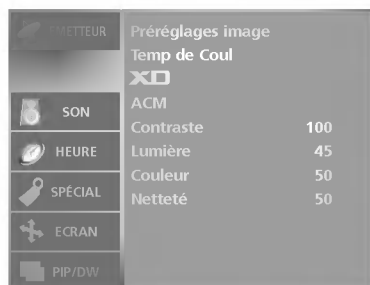 EMETTEUR
SON
HEURE
SPÉCIAL
ECRAN
PIP/DW
Préréglages image
Temp de Coul
XD
ACM
Contraste 100
Lumière 45
Couleur 50
Netteté 50